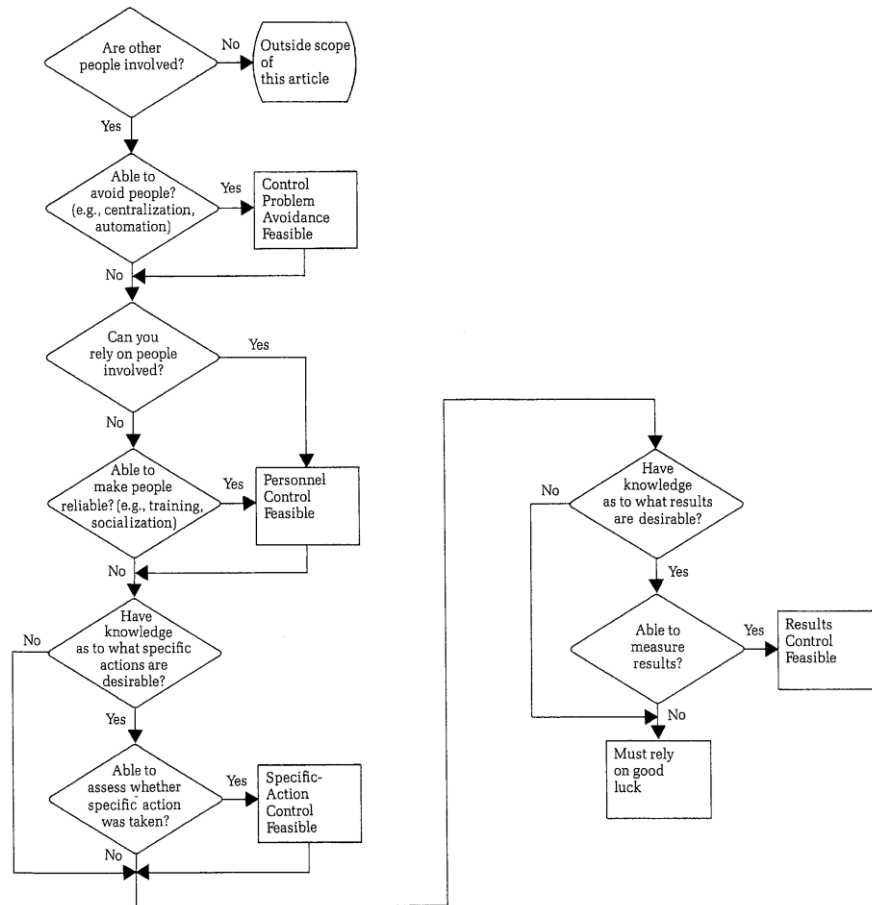 Are other
people involved?
No
Outside scope
of
this article
Yes
Able to
avoid people?
(e.g., centralization,
automation)
Yes
Control
Problem
Avoidance
Feasible
No
Can you
rely on people
involved?
Yes
No
Able to
make people
reliable? (e.g., training,
socialization)
Yes
Personnel
Control
Feasible
No
Have
knowledge
as to what specific
actions are
desirable?
No
Yes
Able to
assess whether
specific action
was taken?
Yes
Specific-
Action
Control
Feasible
No
Have
knowledge
as to what results
are desirable?
No
Yes
Able to
measure
results?
Yes
Results
Control
Feasible
No
Must rely
on good
luck